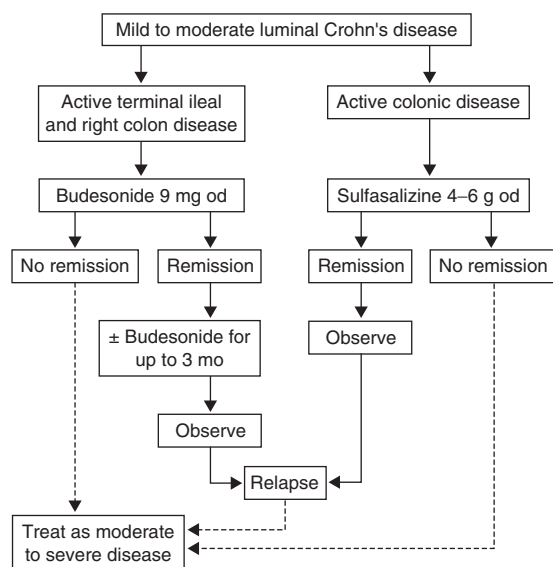 Mild to moderate luminal Crohn's disease
Active terminal ileal
and right colon disease
Active colonic disease
Budesonide 9 mg od
Sulfasalizine 4–6 g od
No remission
Remission
Remission
No remission
± Budesonide for
up to 3 mo
Observe
Observe
Relapse
Treat as moderate
to severe disease